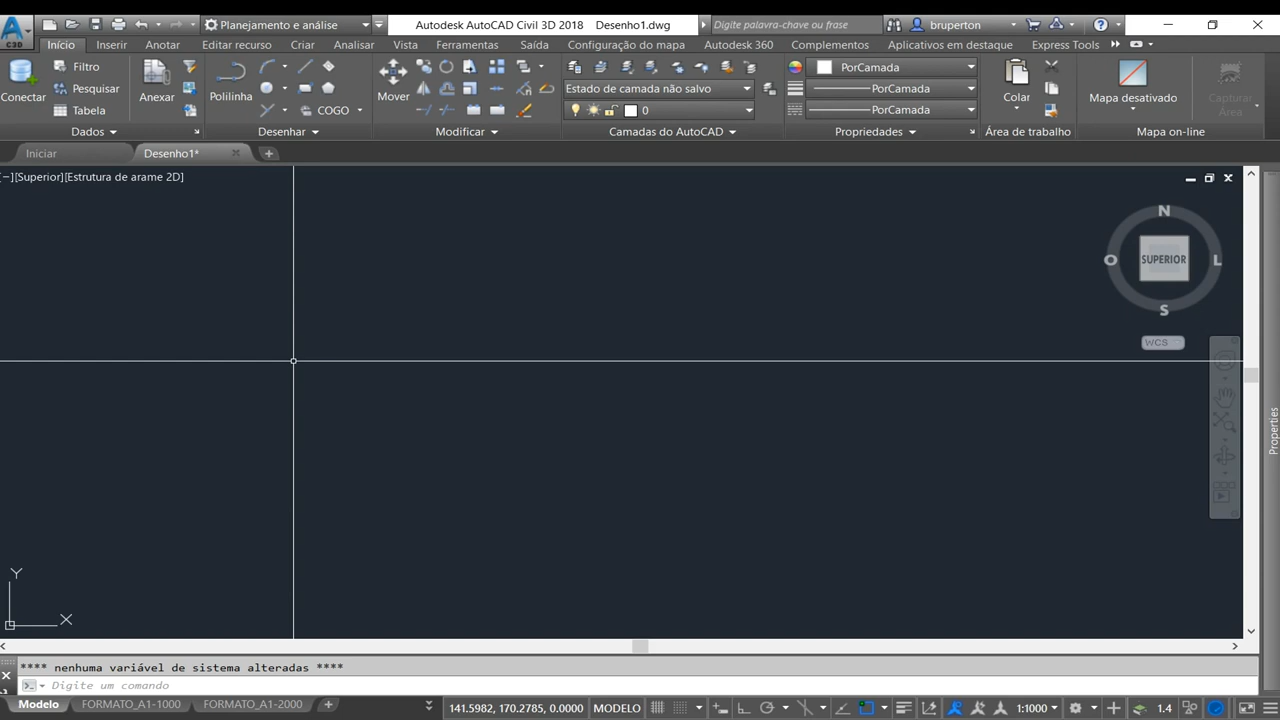 Planejamento e análise
Autodesk AutoCAD Civil 3D 2018 Desenho1.dwg
Digite palavra-chave ou frase
bruperton
C3D
Início Inserir Anotar Editar recurso Criar Analisar Vista Ferramentas Saída Configuração do mapa Autodesk 360 Complementos Aplicativos em destaque Express Tools
Conectar
Filtro
Pesquisar
Tabela
Dados
Anexar
Polilinha
COGO
Desenhar
Mover
Modificar
Estado de camada não salvo
0
Camadas do AutoCAD
PorCamada
PorCamada
PorCamada
Propriedades
Colar
Área de trabalho
Mapa desativado
Capturar
Área
Mapa on-line
Iniciar
Desenho1*
[−][Superior][Estrutura de arame 2D]
N
O SUPERIOR L
S
WCS
Properties
Y
X
**** nenhuma variável de sistema alteradas ****
Digite um comando
Modelo FORMATO_A1-1000 FORMATO_A1-2000
141.5982, 170.2785, 0.0000 MODELO 1:1000 1.4